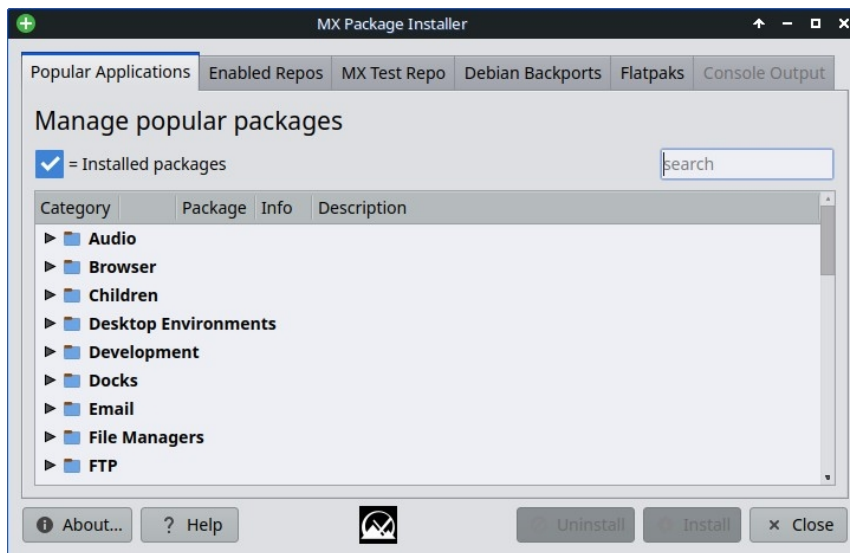 MX Package Installer
Popular Applications Enabled Repos MX Test Repo Debian Backports Flatpaks Console Output
Manage popular packages
= Installed packages search
Category Package Info Description
Audio
Browser
Children
Desktop Environments
Development
Docks
Email
File Managers
FTP
About... ? Help Uninstall Install Close